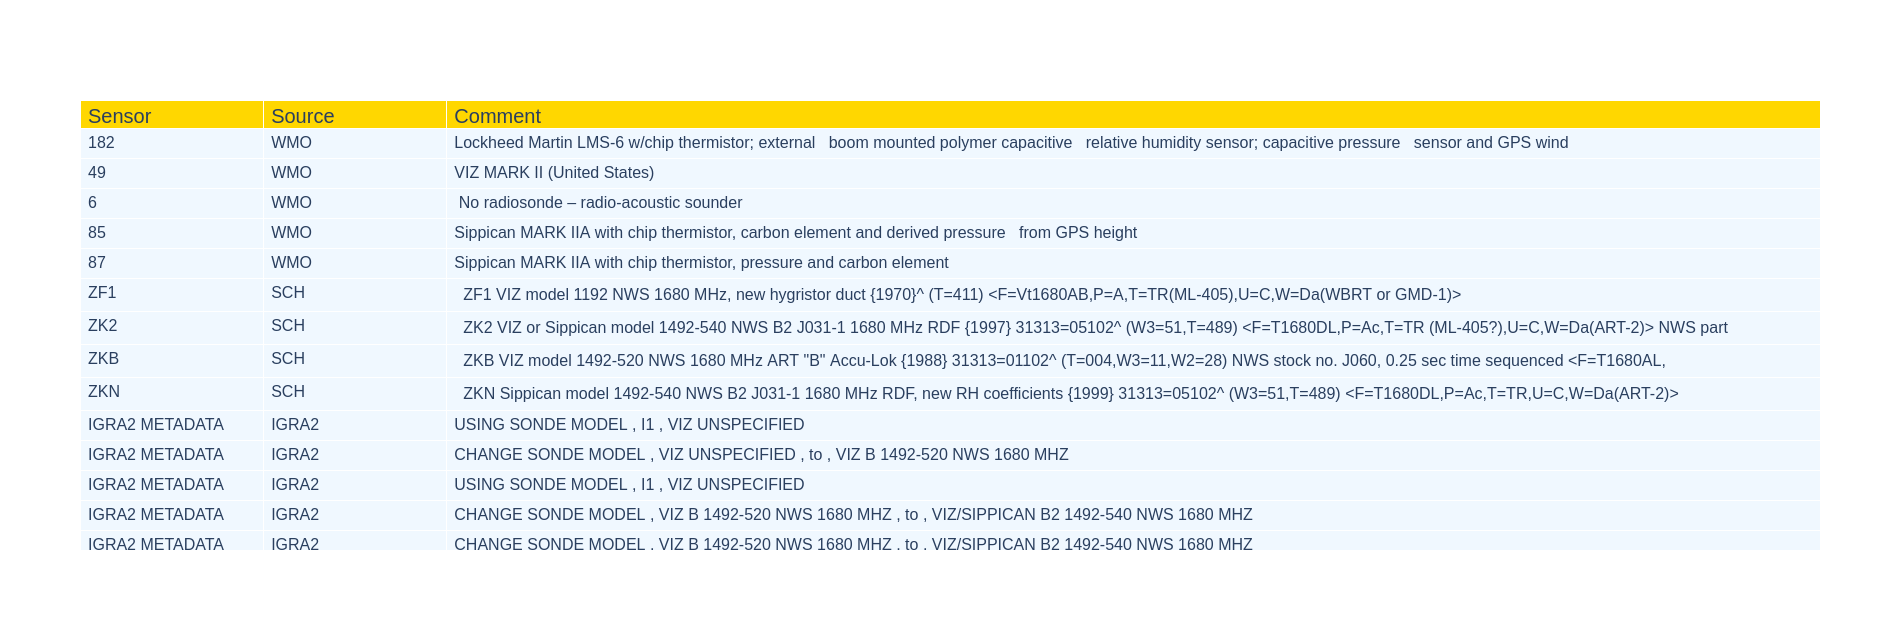 Sensor Source Comment
182 WMO Lockheed Martin LMS-6 w/chip thermistor; external boom mounted polymer capacitive relative humidity sensor; capacitive pressure sensor and GPS wind
49 WMO VIZ MARK II (United States)
6 WMO No radiosonde – radio-acoustic sounder
85 WMO Sippican MARK IIA with chip thermistor, carbon element and derived pressure from GPS height
87 WMO Sippican MARK IIA with chip thermistor, pressure and carbon element
ZF1 SCH ZF1 VIZ model 1192 NWS 1680 MHz, new hygristor duct {1970}^ (T=411) <F=Vt1680AB,P=A,T=TR(ML-405),U=C,W=Da(WBRT or GMD-1)>
ZK2 SCH ZK2 VIZ or Sippican model 1492-540 NWS B2 J031-1 1680 MHz RDF {1997} 31313=05102^ (W3=51,T=489) <F=T1680DL,P=Ac,T=TR (ML-405?),U=C,W=Da(ART-2)> NWS part
ZKB SCH ZKB VIZ model 1492-520 NWS 1680 MHz ART "B" Accu-Lok {1988} 31313=01102^ (T=004,W3=11,W2=28) NWS stock no. J060, 0.25 sec time sequenced <F=T1680AL,
ZKN SCH ZKN Sippican model 1492-540 NWS B2 J031-1 1680 MHz RDF, new RH coefficients {1999} 31313=05102^ (W3=51,T=489) <F=T1680DL,P=Ac,T=TR,U=C,W=Da(ART-2)>
IGRA2 METADATA IGRA2 USING SONDE MODEL , I1 , VIZ UNSPECIFIED
IGRA2 METADATA IGRA2 CHANGE SONDE MODEL , VIZ UNSPECIFIED , to , VIZ B 1492-520 NWS 1680 MHZ
IGRA2 METADATA IGRA2 USING SONDE MODEL , I1 , VIZ UNSPECIFIED
IGRA2 METADATA IGRA2 CHANGE SONDE MODEL , VIZ B 1492-520 NWS 1680 MHZ , to , VIZ/SIPPICAN B2 1492-540 NWS 1680 MHZ
IGRA2 METADATA IGRA2 CHANGE SONDE MODEL , VIZ B 1492-520 NWS 1680 MHZ , to , VIZ/SIPPICAN B2 1492-540 NWS 1680 MHZ